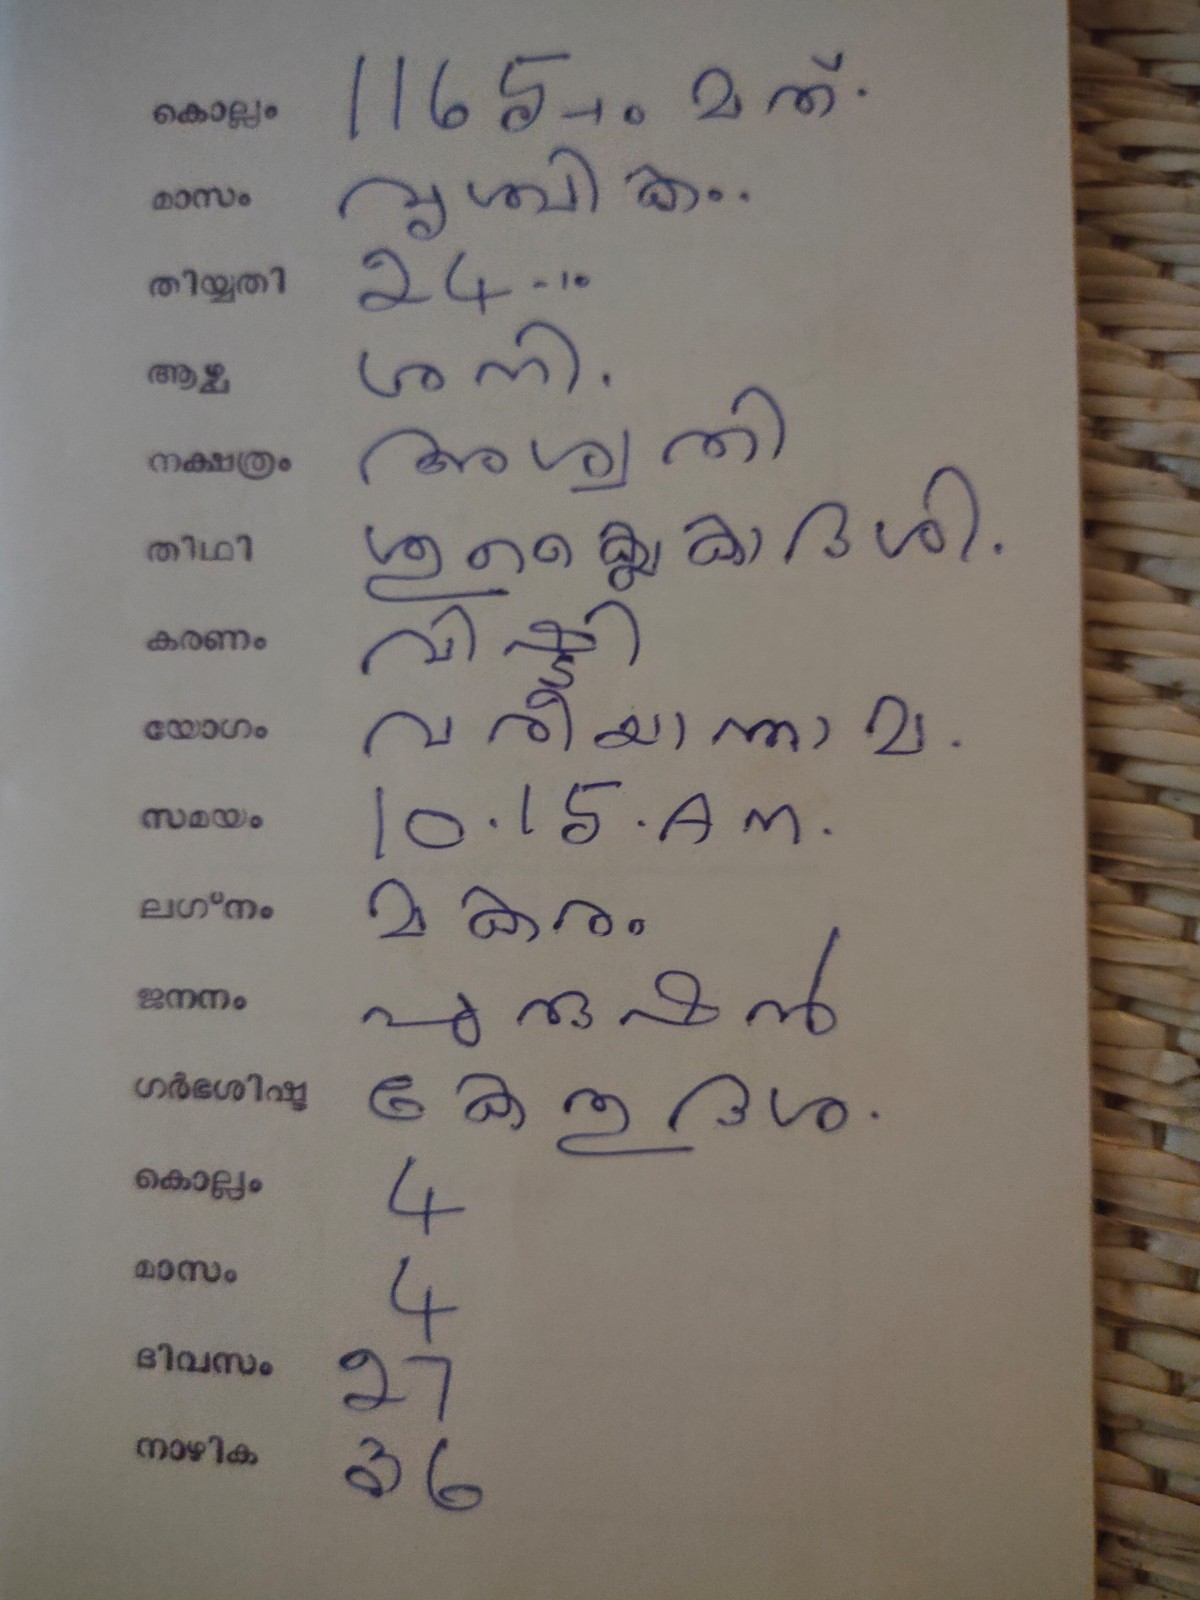 കൊല്ലം 1165-ാം മത്.
മാസം വൃശ്ചികം.
തിയ്യതി 24-ാം
ആഴ്ച ശനി.
നക്ഷത്രം അശ്വതി
തിഥി ശുക്ലൈകാദശി.
കരണം വിഷ്ടി
യോഗം വരീയാന്നാമ.
സമയം 10.15.Am.
ലഗ്നം മകരം
ജനനം പുരുഷൻ
ഗർഭശിഷ്ട കേതുദശ.
കൊല്ലം 4
മാസം 4
ദിവസം 27
നാഴിക 36